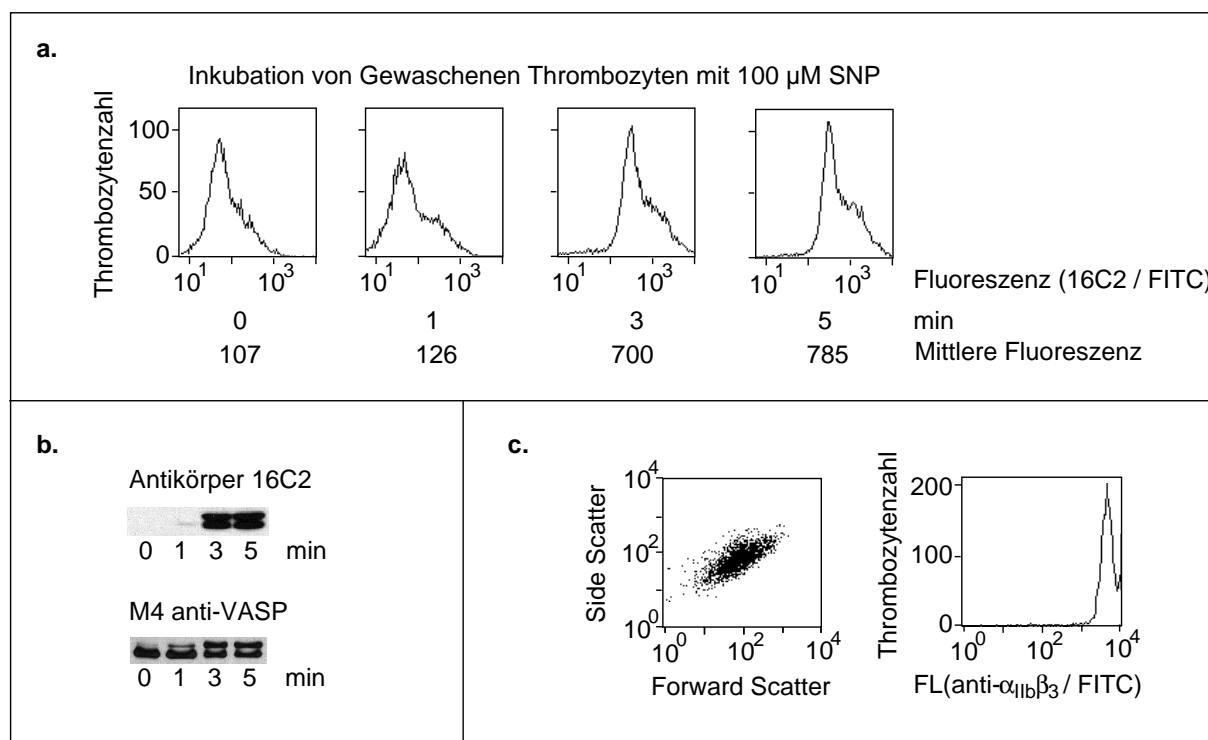 a.
Inkubation von Gewaschenen Thrombozyten mit 100 µM SNP
Thrombozytenzahl
100
50
0
10¹ 10³ 10¹ 10³ 10¹ 10³ 10¹ 10³ Fluoreszenz (16C2 / FITC)
0 1 3 5 min
107 126 700 785 Mittlere Fluoreszenz
b.
Antikörper 16C2
0 1 3 5 min
M4 anti-VASP
0 1 3 5 min
c.
Side Scatter
10⁴
10²
10⁰
10⁰ 10² 10⁴
Forward Scatter
Thrombozytenzahl
200
100
0
10⁰ 10² 10⁴
FL(anti-αIIbβ3 / FITC)